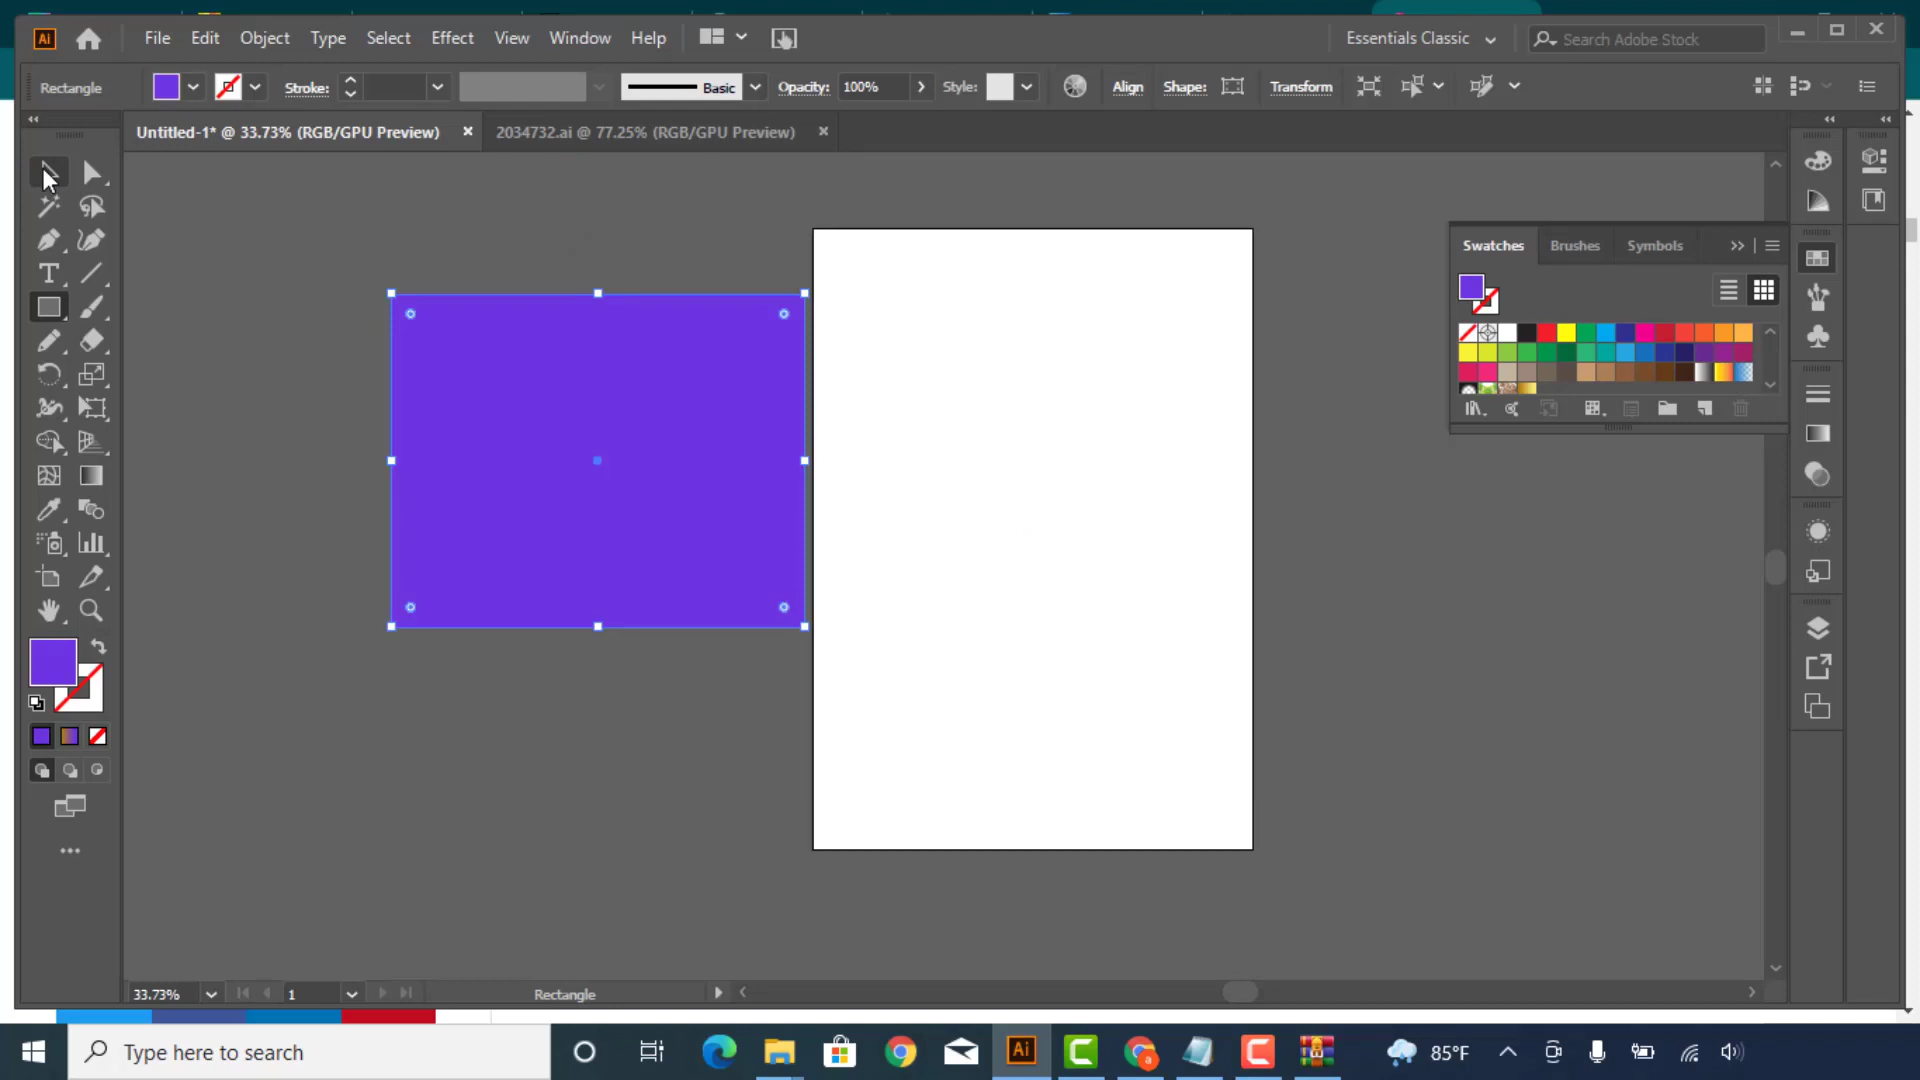 Ai File Edit Object Type Select Effect View Window Help Essentials Classic Search Adobe Stock
Rectangle Stroke: Basic Opacity: 100% Style: Align Shape: Transform
Untitled-1* @ 33.73% (RGB/GPU Preview) × 2034732.ai @ 77.25% (RGB/GPU Preview) ×
Swatches Brushes Symbols
33.73% 1 Rectangle
Type here to search Ai 85°F